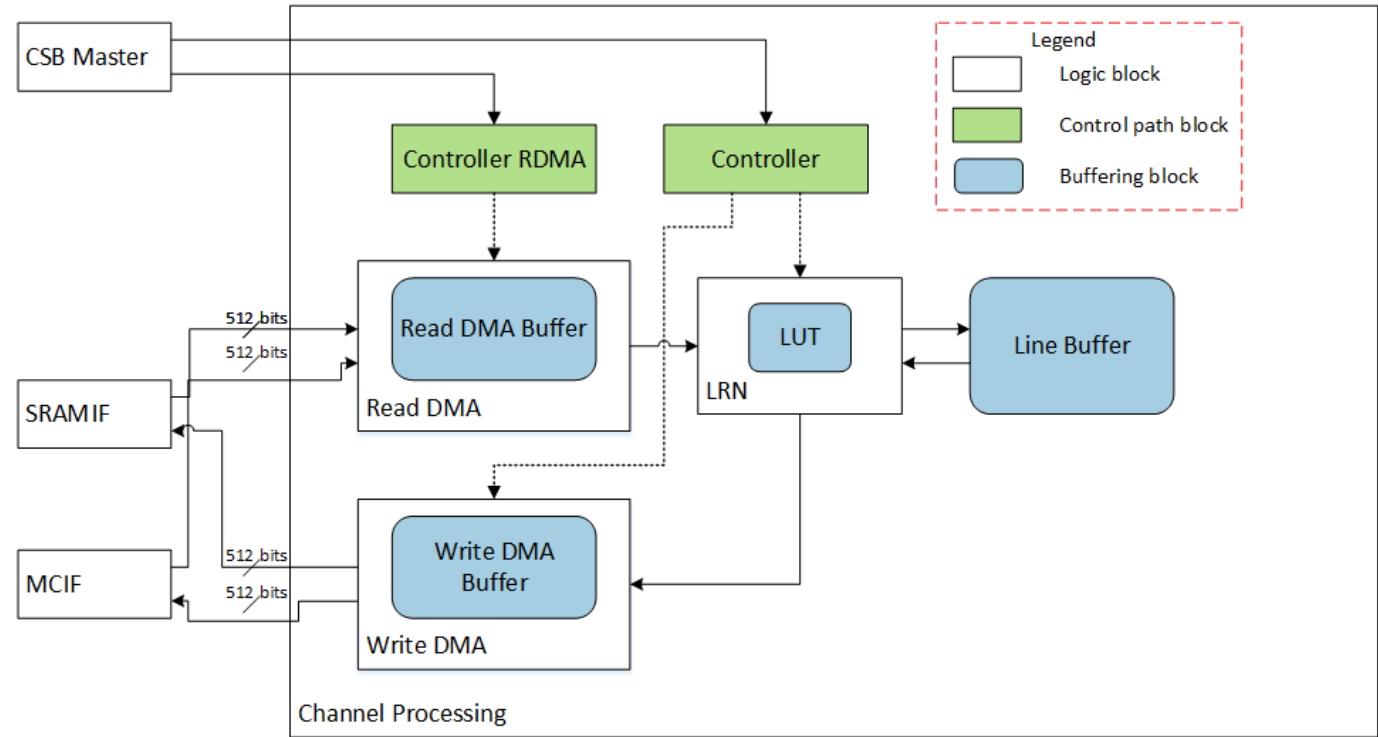 CSB Master
Legend
Logic block
Control path block
Buffering block
Controller RDMA
Controller
512 bits
512 bits
Read DMA Buffer
Read DMA
LUT
LRN
Line Buffer
SRAMIF
MCIF
512 bits
512 bits
Write DMA
Buffer
Write DMA
Channel Processing